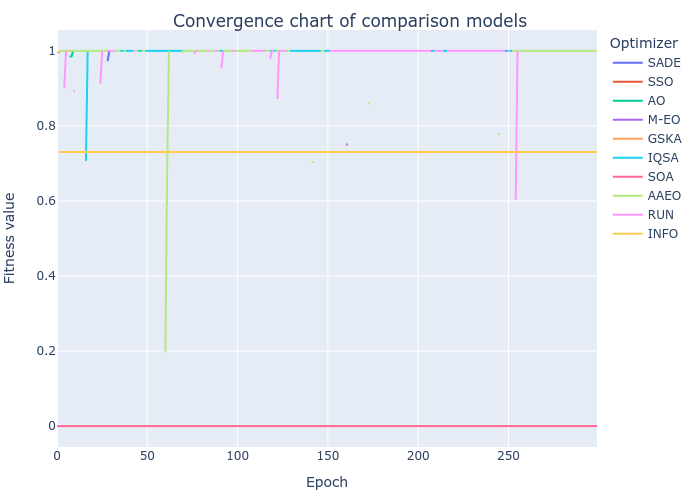 Convergence chart of comparison models
Optimizer
SADE
SSO
AO
M-EO
GSKA
IQSA
SOA
AAEO
RUN
INFO
Fitness value
1
0.8
0.6
0.4
0.2
0
0 50 100 150 200 250
Epoch